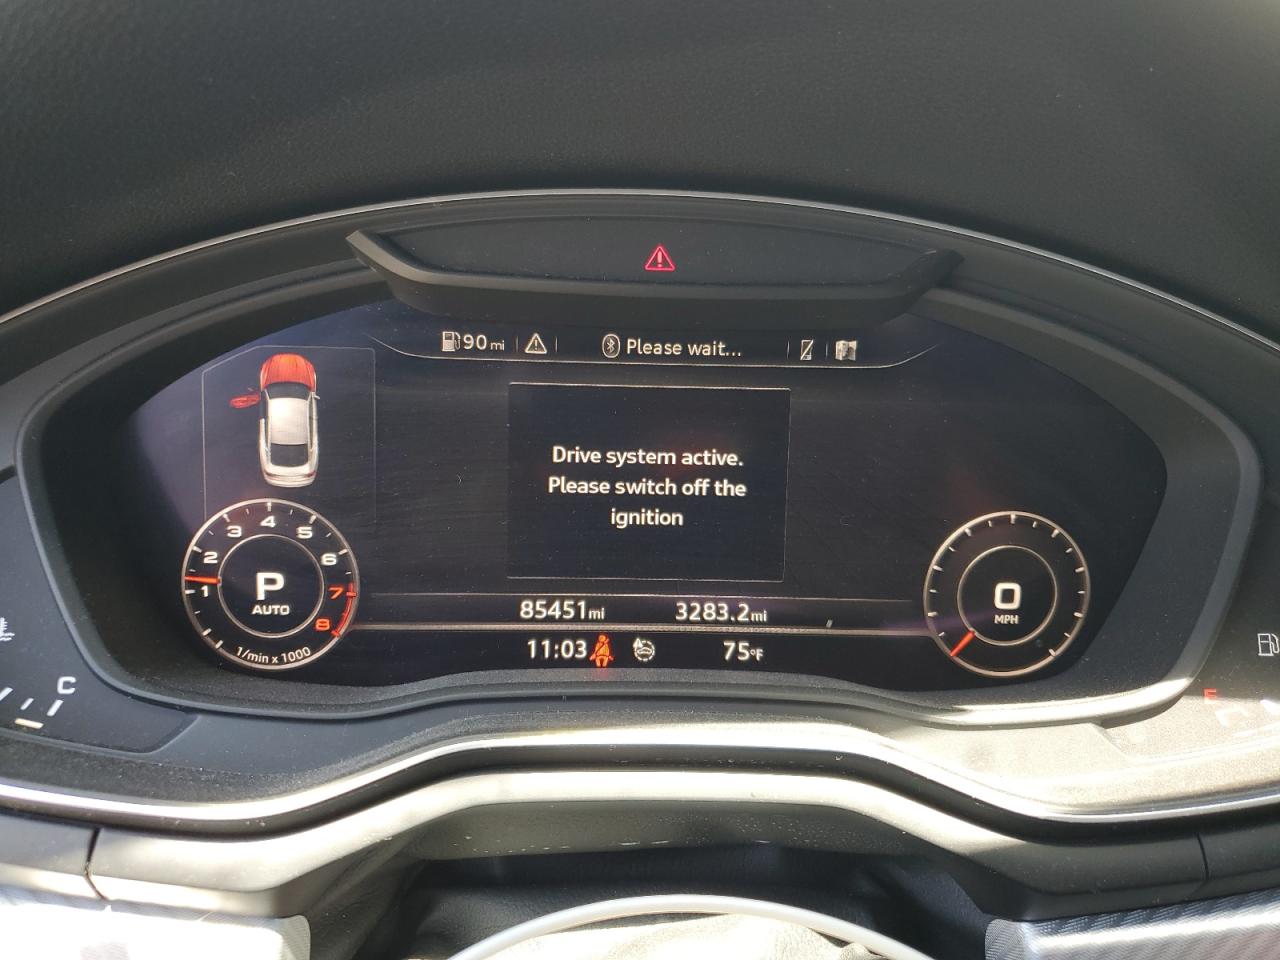 90 mi
Please wait...
Drive system active.
Please switch off the
ignition
1 2 3 4 5 6 7 8
P
AUTO
1/min x 1000
0
MPH
85451 mi 3283.2 mi
11:03 75°F
C
E